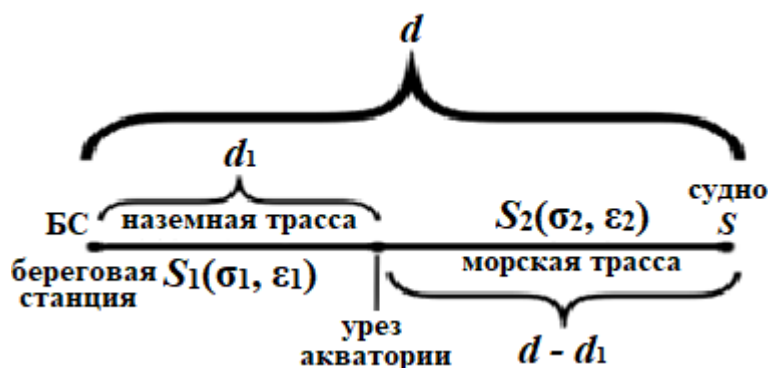 d
d1
судно
БС
наземная трасса
S2(σ2, ε2)
S
береговая
станция
S1(σ1, ε1)
морская трасса
урез
акватории
d - d1